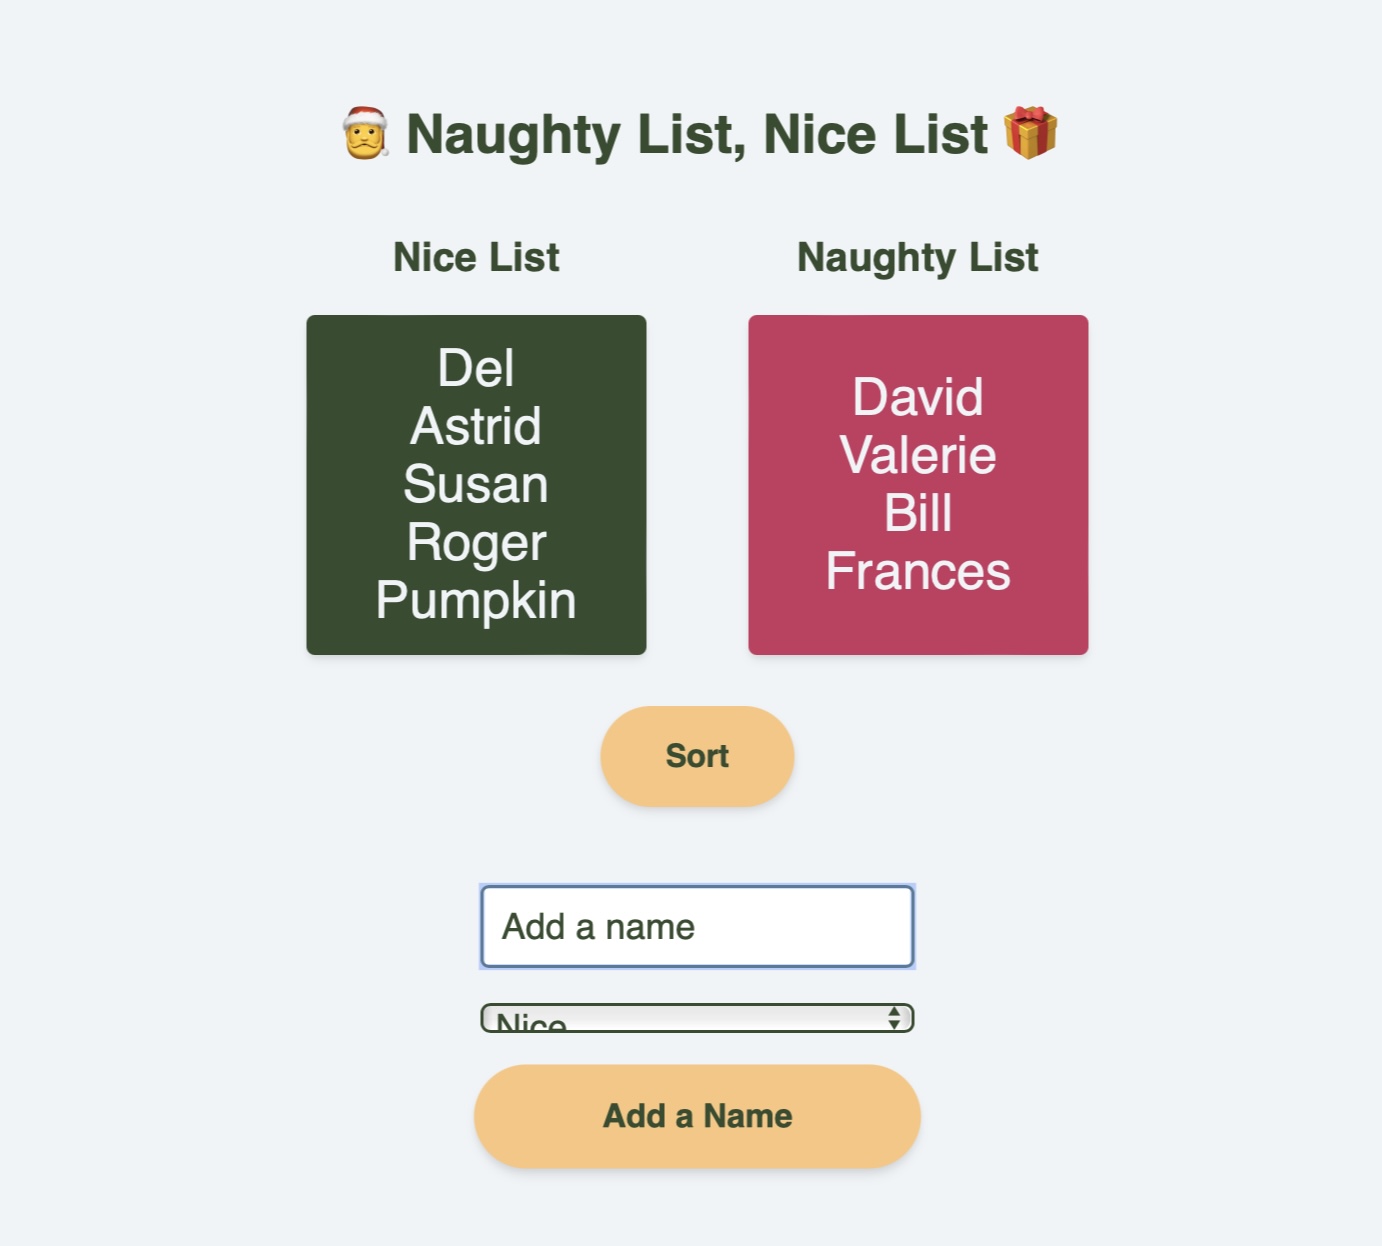 Naughty List, Nice List
Nice List
Del
Astrid
Susan
Roger
Pumpkin
Naughty List
David
Valerie
Bill
Frances
Sort
Add a name
Nice
Add a Name